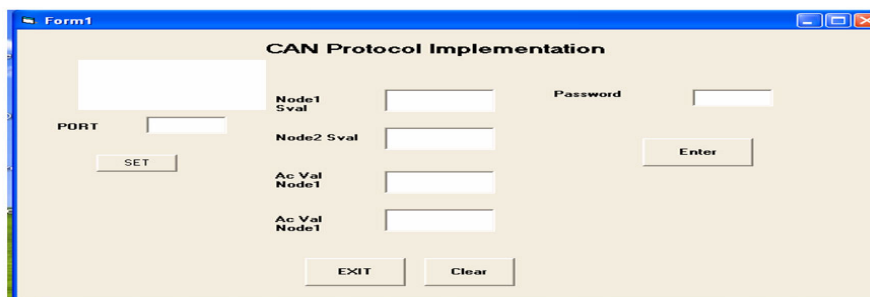 Form1
CAN Protocol Implementation
Node1
Sval
Password
PORT
Node2 Sval
SET
Enter
Ac Val
Node1
Ac Val
Node1
EXIT
Clear